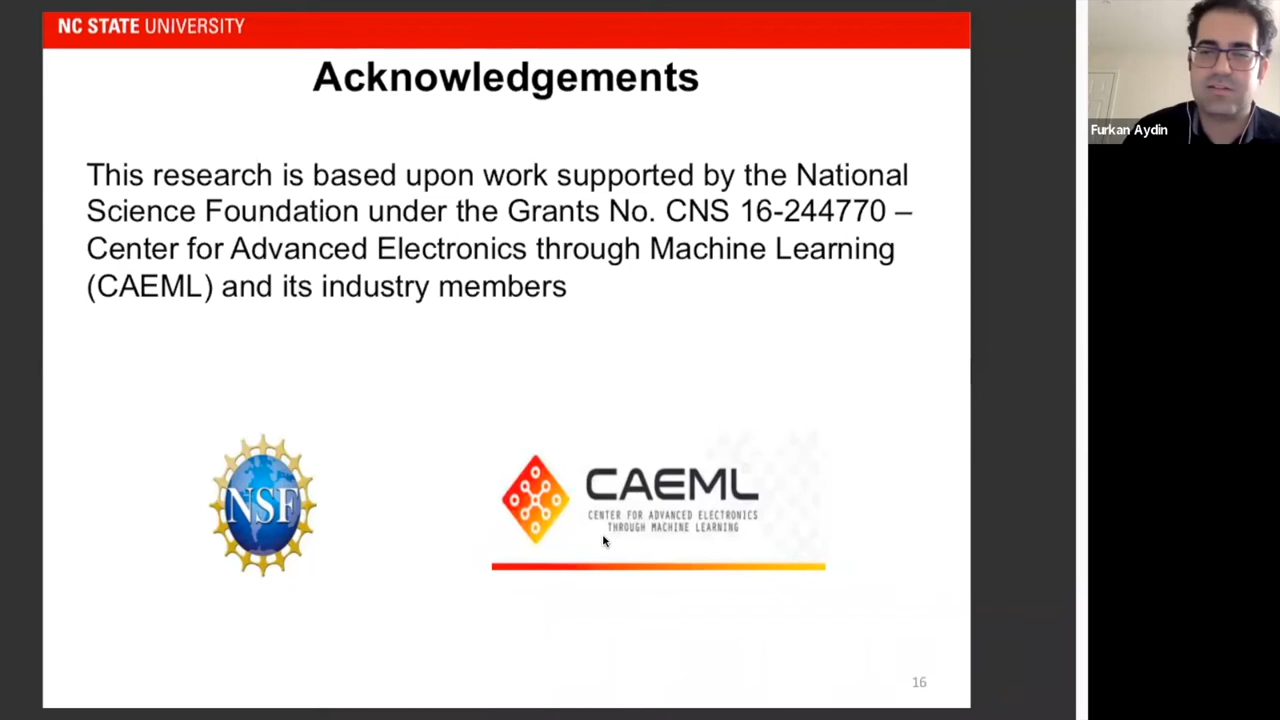 NC STATE UNIVERSITY
Acknowledgements
This research is based upon work supported by the National
Science Foundation under the Grants No. CNS 16-244770 –
Center for Advanced Electronics through Machine Learning
(CAEML) and its industry members
NSF
CAEML
CENTER FOR ADVANCED ELECTRONICS
THROUGH MACHINE LEARNING
16
Furkan Aydin